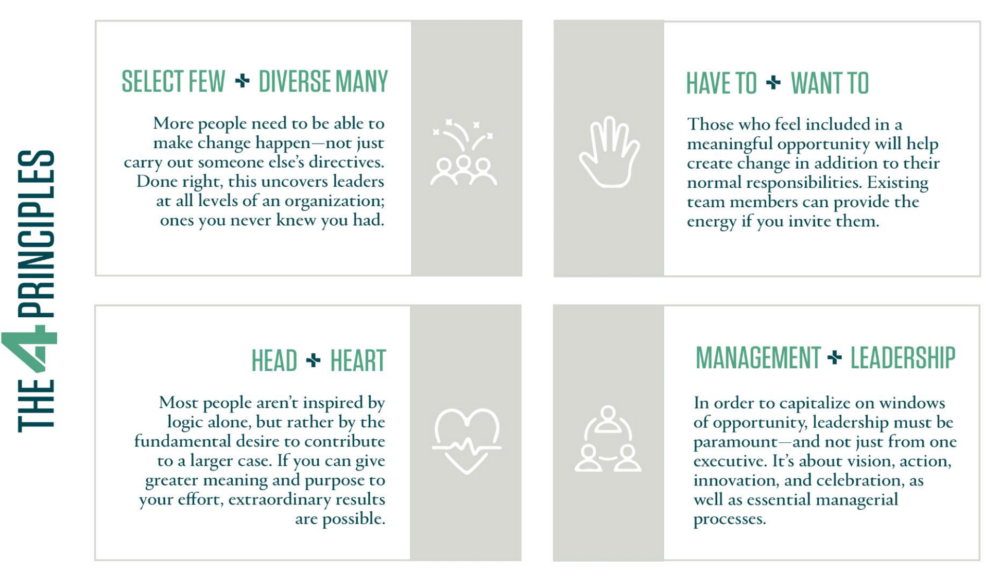 THE 4 PRINCIPLES
SELECT FEW + DIVERSE MANY
More people need to be able to
make change happen—not just
carry out someone else's directives.
Done right, this uncovers leaders
at all levels of an organization;
ones you never knew you had.
HAVE TO + WANT TO
Those who feel included in a
meaningful opportunity will help
create change in addition to their
normal responsibilities. Existing
team members can provide the
energy if you invite them.
HEAD + HEART
Most people aren't inspired by
logic alone, but rather by the
fundamental desire to contribute
to a larger case. If you can give
greater meaning and purpose to
your effort, extraordinary results
are possible.
MANAGEMENT + LEADERSHIP
In order to capitalize on windows
of opportunity, leadership must be
paramount—and not just from one
executive. It's about vision, action,
innovation, and celebration, as
well as essential managerial
processes.